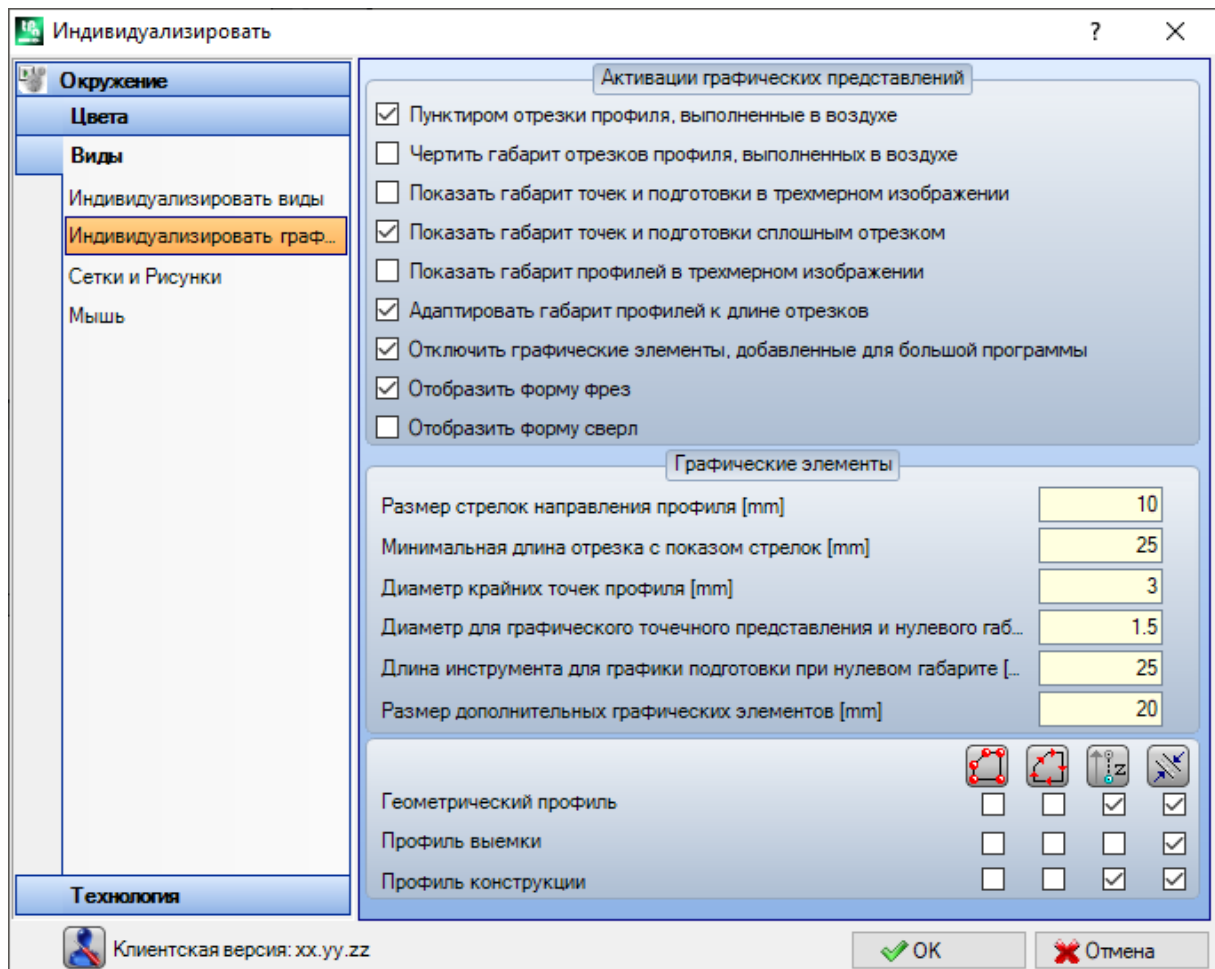 Индивидуализировать
?
Окружение
Цвета
Виды
Индивидуализировать виды
Индивидуализировать граф...
Сетки и Рисунки
Мышь
Технология
Активации графических представлений
Пунктиром отрезки профиля, выполненные в воздухе
Чертить габарит отрезков профиля, выполненных в воздухе
Показать габарит точек и подготовки в трехмерном изображении
Показать габарит точек и подготовки сплошным отрезком
Показать габарит профилей в трехмерном изображении
Адаптировать габарит профилей к длине отрезков
Отключить графические элементы, добавленные для большой программы
Отобразить форму фрез
Отобразить форму сверл
Графические элементы
Размер стрелок направления профиля [mm] 10
Минимальная длина отрезка с показом стрелок [mm] 25
Диаметр крайних точек профиля [mm] 3
Диаметр для графического точечного представления и нулевого габ... 1.5
Длина инструмента для графики подготовки при нулевом габарите [... 25
Размер дополнительных графических элементов [mm] 20
z
Геометрический профиль
Профиль выемки
Профиль конструкции
Клиентская версия: xx.yy.zz
OK
Отмена